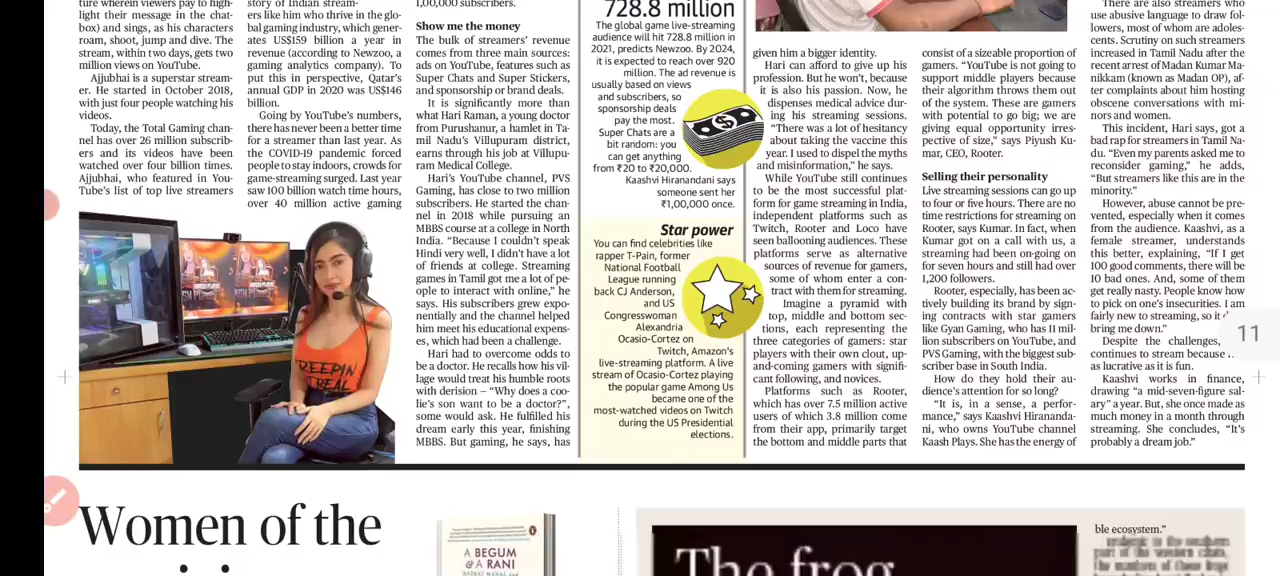 ture wherein viewers pay to high-
light their message in the chat-
box) and sings, as his characters
roam, shoot, jump and dive. The
stream, within two days, gets two
million views on YouTube.
Ajjubhai is a superstar stream-
er. He started in October 2018,
with just four people watching his
videos.
Today, the Total Gaming chan-
nel has over 26 million subscrib-
ers and its videos have been
watched over four billion times.
Ajjubhai, who featured in You-
Tube's list of top live streamers
story of Indian stream-
ers like him who thrive in the glo-
bal gaming industry, which gener-
ates US$159 billion a year in
revenue (according to Newzoo, a
gaming analytics company). To
put this in perspective, Qatar's
annual GDP in 2020 was US$146
billion.
Going by YouTube's numbers,
there has never been a better time
for a streamer than last year. As
the COVID-19 pandemic forced
people to stay indoors, crowds for
game-streaming surged. Last year
saw 100 billion watch time hours,
over 40 million active gaming
CREEPIN
IT REAL
1,00,000 subscribers.
Show me the money
The bulk of streamers' revenue
comes from three main sources:
ads on YouTube, features such as
Super Chats and Super Stickers,
and sponsorship or brand deals.
It is significantly more than
what Hari Raman, a young doctor
from Purushanur, a hamlet in Ta-
mil Nadu's Villupuram district,
earns through his job at Villupu-
ram Medical College.
Hari's YouTube channel, PVS
Gaming, has close to two million
subscribers. He started the chan-
nel in 2018 while pursuing an
MBBS course at a college in North
India. "Because I couldn't speak
Hindi very well, I didn't have a lot
of friends at college. Streaming
games in Tamil got me a lot of peo-
ple to interact with online," he
says. His subscribers grew expo-
nentially and the channel helped
him meet his educational expens-
es, which had been a challenge.
Hari had to overcome odds to
be a doctor. He recalls how his vil-
lage would treat his humble roots
with derision – "Why does a coo-
lie's son want to be a doctor?",
some would ask. He fulfilled his
dream early this year, finishing
MBBS. But gaming, he says, has
728.8 million
The global game live-streaming
audience will hit 728.8 million in
2021, predicts Newzoo. By 2024,
it is expected to reach over 920
million. The ad revenue is
usually based on views
and subscribers, so
sponsorship deals
pay the most.
Super Chats are a
bit random: you
can get anything
from ₹20 to ₹20,000.
Kaashvi Hiranandani says
someone sent her
₹1,00,000 once.
Star power
You can find celebrities like
rapper T-Pain, former
National Football
League running
back CJ Anderson,
and US
Congresswoman
Alexandria
Ocasio-Cortez on
Twitch, Amazon's
live-streaming platform. A live
stream of Ocasio-Cortez playing
the popular game Among Us
became one of the
most-watched videos on Twitch
during the US Presidential
elections.
given him a bigger identity.
Hari can afford to give up his
profession. But he won't, because
it is also his passion. Now, he
dispenses medical advice dur-
ing his streaming sessions.
"There was a lot of hesitancy
about taking the vaccine this
year. I used to dispel the myths
and misinformation," he says.
While YouTube still continues
to be the most successful plat-
form for game streaming in India,
independent platforms such as
Twitch, Rooter and Loco have
seen ballooning audiences. These
platforms serve as alternative
sources of revenue for gamers,
some of whom enter a con-
tract with them for streaming.
Imagine a pyramid with
top, middle and bottom sec-
tions, each representing the
three categories of gamers: star
players with their own clout, up-
and-coming gamers with signifi-
cant following, and novices.
Platforms such as Rooter,
which has over 7.5 million active
users of which 3.8 million come
from their app, primarily target
the bottom and middle parts that
consist of a sizeable proportion of
gamers. "YouTube is not going to
support middle players because
their algorithm throws them out
of the system. These are gamers
with potential to go big; we are
giving equal opportunity irres-
pective of size," says Piyush Ku-
mar, CEO, Rooter.
Selling their personality
Live streaming sessions can go up
to four or five hours. There are no
time restrictions for streaming on
Rooter, says Kumar. In fact, when
Kumar got on a call with us, a
streaming had been on-going on
for seven hours and still had over
1,200 followers.
Rooter, especially, has been ac-
tively building its brand by sign-
ing contracts with star gamers
like Gyan Gaming, who has 11 mil-
lion subscribers on YouTube, and
PVS Gaming, with the biggest sub-
scriber base in South India.
How do they hold their au-
dience's attention for so long?
"It is, in a sense, a perfor-
mance," says Kaashvi Hirananda-
ni, who owns YouTube channel
Kaash Plays. She has the energy of
There are also streamers who
use abusive language to draw fol-
lowers, most of whom are adoles-
cents. Scrutiny on such streamers
increased in Tamil Nadu after the
recent arrest of Madan Kumar Ma-
nikkam (known as Madan OP), af-
ter complaints about him hosting
obscene conversations with mi-
nors and women.
This incident, Hari says, got a
bad rap for streamers in Tamil Na-
du. "Even my parents asked me to
reconsider gaming," he adds,
"But streamers like this are in the
minority."
However, abuse cannot be pre-
vented, especially when it comes
from the audience. Kaashvi, as a
female streamer, understands
this better, explaining, "If I get
100 good comments, there will be
10 bad ones. And, some of them
get really nasty. People know how
to pick on one's insecurities. I am
fairly new to streaming, so it
bring me down."
Despite the challenges,
continues to stream because
as lucrative as it is fun.
Kaashvi works in finance,
drawing "a mid-seven-figure sal-
ary" a year. But, she once made as
much money in a month through
streaming. She concludes, "It's
probably a dream job."
11
Women of the
A BEGUM
& A RANI
The frog
ble ecosystem."